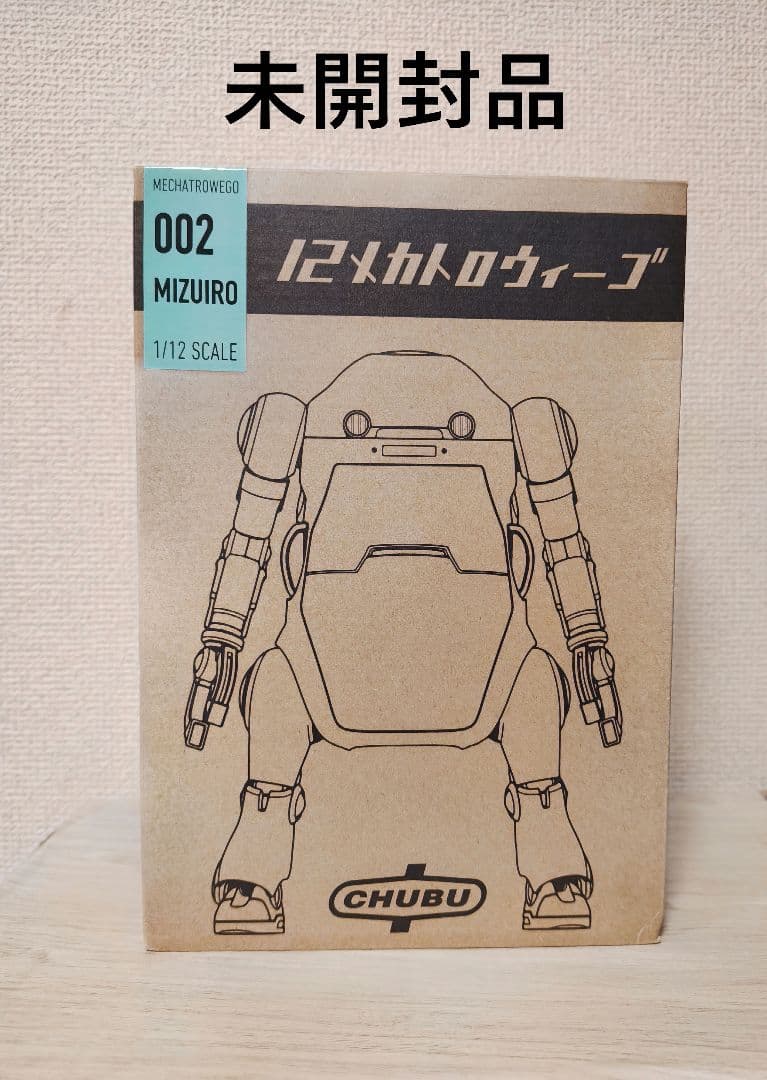 未開封品
MECHATROWEGO
002
MIZUIRO
1/12 SCALE
12メカトロウィーゴ
CHUBU